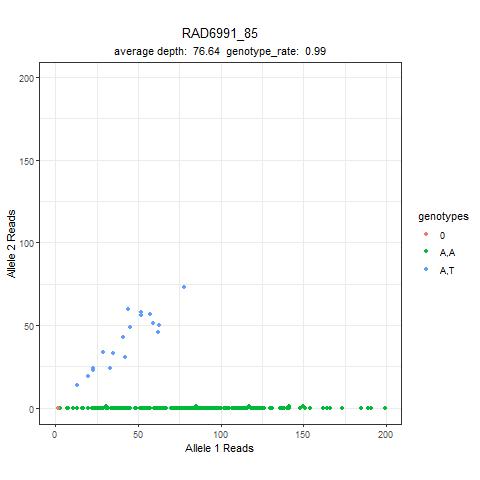 RAD6991_85
average depth:  76.64  genotype_rate:  0.99
200
150
100
50
0
Allele 2 Reads
0
50
100
150
200
Allele 1 Reads
genotypes
0
A,A
A,T